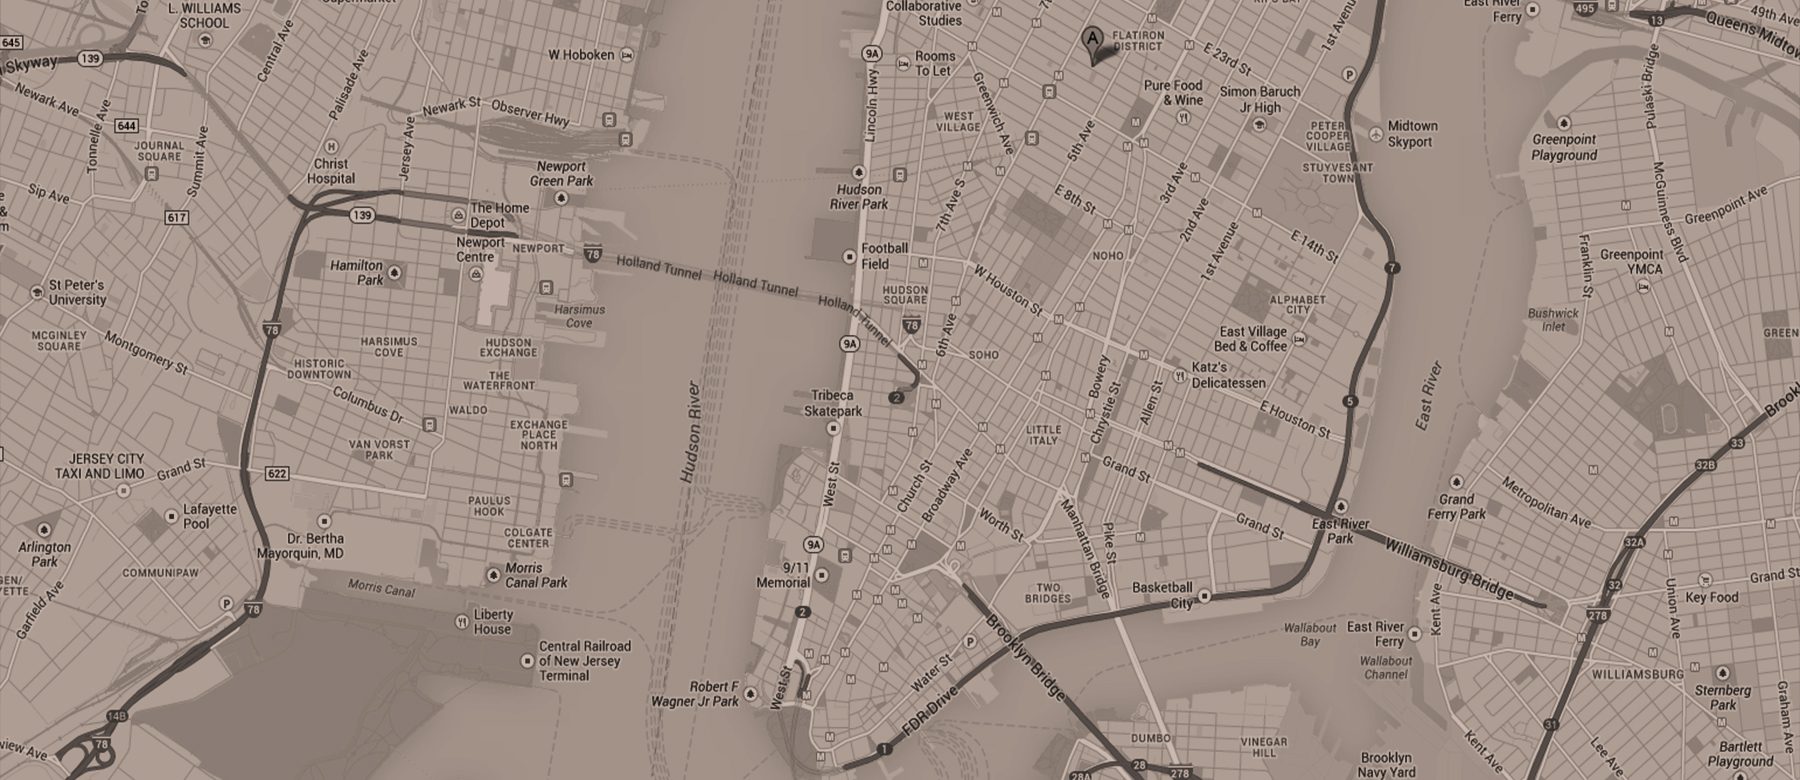 L. WILLIAMS
SCHOOL
Collaborative
Studies
East River
Ferry
495
49th Ave
645
Skyway
139
Central Ave
Palisade Ave
W Hoboken
9A
Rooms
To Let
A
FLATIRON
DISTRICT
E 23rd St
1st Avenue
P
13
Queens Midtow
Newark Ave
Tonnelle Ave
644
JOURNAL
SQUARE
Summit Ave
Newark St
Observer Hwy
Jersey Ave
H
Christ
Hospital
Newport
Green Park
Lincoln Hwy
Greenwich Ave
WEST
VILLAGE
Pure Food
& Wine
Simon Baruch
Jr High
5th Ave
PETER
COOPER
VILLAGE
Midtown
Skyport
STUYVESANT
TOWN
Pulaski Bridge
Greenpoint
Playground
Sip Ave
617
139
The Home
Depot
Newport
Centre
NEWPORT
78
Hudson
River Park
7th Ave S
E 8th St
3rd Ave
2nd Ave
1st Avenue
E 14th St
McGuinness Blvd
Greenpoint Ave
Franklin St
Greenpoint
YMCA
Football
Field
NOHO
7
Hamilton
Park
St Peter's
University
Holland Tunnel
Holland Tunnel
Holland Tunnel
HUDSON
SQUARE
78
W Houston St
ALPHABET
CITY
East Village
Bed & Coffee
Harsimus
Cove
Bushwick
Inlet
78
MCGINLEY
SQUARE
Montgomery St
HARSIMUS
COVE
HUDSON
EXCHANGE
9A
6th Ave
SOHO
GREEN
HISTORIC
DOWNTOWN
THE
WATERFRONT
Columbus Dr
WALDO
2
Tribeca
Skatepark
Bowery
Chrystie St
Allen St
Katz's
Delicatessen
E Houston St
5
East River
Brookl
33
EXCHANGE
PLACE
NORTH
VAN VORST
PARK
Hudson River
LITTLE
ITALY
32B
JERSEY CITY
TAXI AND LIMO
Grand St
622
West St
Church St
Broadway Ave
Grand St
Grand
Ferry Park
Metropolitan Ave
Lafayette
Pool
PAULUS
HOOK
COLGATE
CENTER
Worth St
Manhattan Bridge
Pike St
Grand St
East River
Park
Williamsburg Bridge
32A
Arlington
Park
Dr. Bertha
Mayorquin, MD
COMMUNIPAW
Morris
Canal Park
Morris Canal
9A
9/11
Memorial
TWO
BRIDGES
Basketball
City
32
278
Grand St
Key Food
Union Ave
Kent Ave
Garfield Ave
P
78
Liberty
House
2
P
Brooklyn Bridge
Wallabout
Bay
East River
Ferry
Wallabout
Channel
Central Railroad
of New Jersey
Terminal
Robert F
Wagner Jr Park
West St
Water St
FDR Drive
WILLIAMSBURG
Sternberg
Park
Graham Ave
14B
78
view Ave
1
DUMBO
VINEGAR
HILL
31
Kent Ave
Lee Ave
Bartlett
Playground
Brooklyn
Navy Yard
28
28A
278